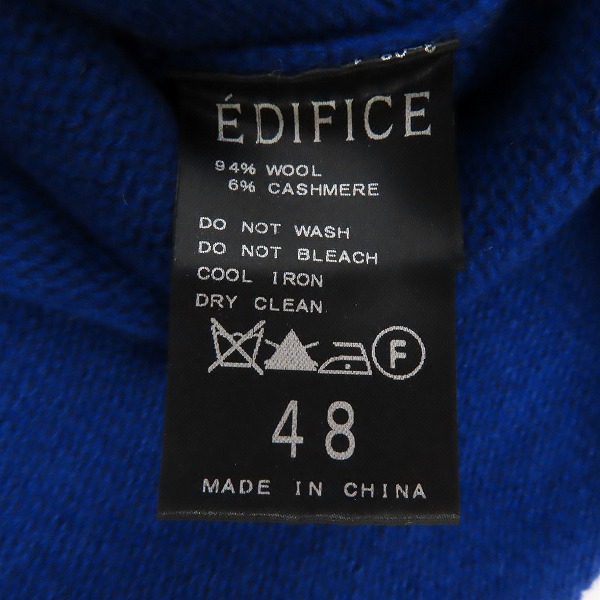 ÉDIFICE
94% WOOL
6% CASHMERE
DO NOT WASH
DO NOT BLEACH
COOL IRON
DRY CLEAN
F
48
MADE IN CHINA